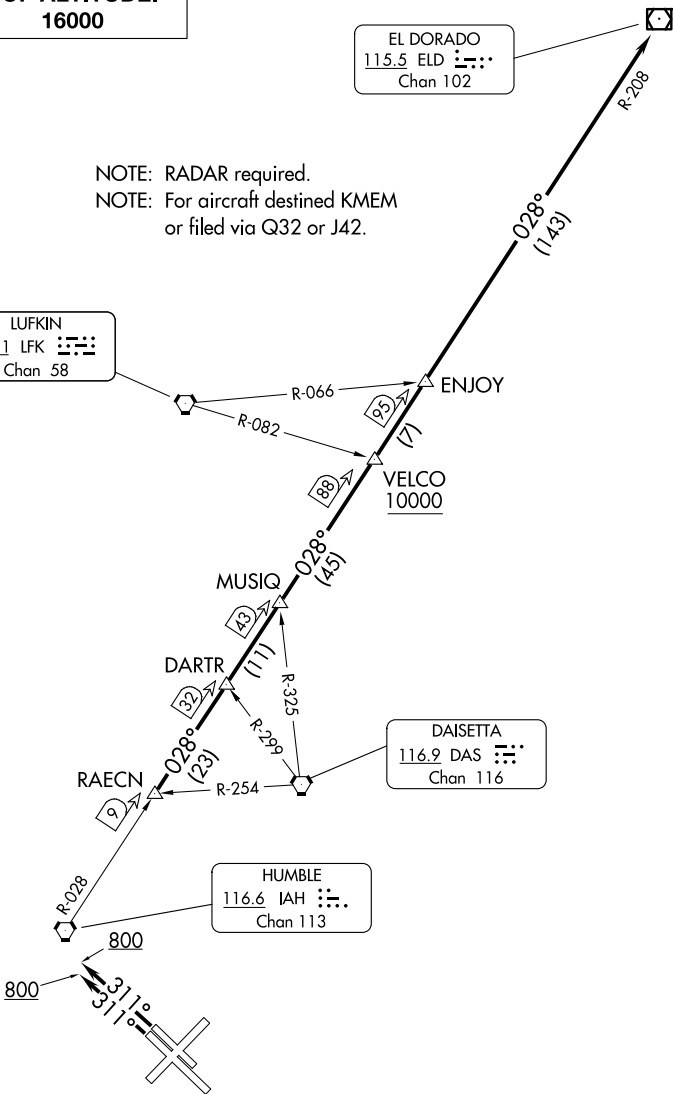 16000
EL DORADO
115.5 ELD
Chan 102
R-208
NOTE: RADAR required.
NOTE: For aircraft destined KMEM
or filed via Q32 or J42.
028°
(143)
LUFKIN
1 LFK
Chan 58
R-066
R-082
95
ENJOY
(7)
88
VELCO
10000
028°
(45)
MUSIQ
43
(11)
DARTR
32
R-325
R-299
028°
(23)
DAISETTA
116.9 DAS
Chan 116
RAECN
9
R-254
R-028
HUMBLE
116.6 IAH
Chan 113
800
800
311°
311°